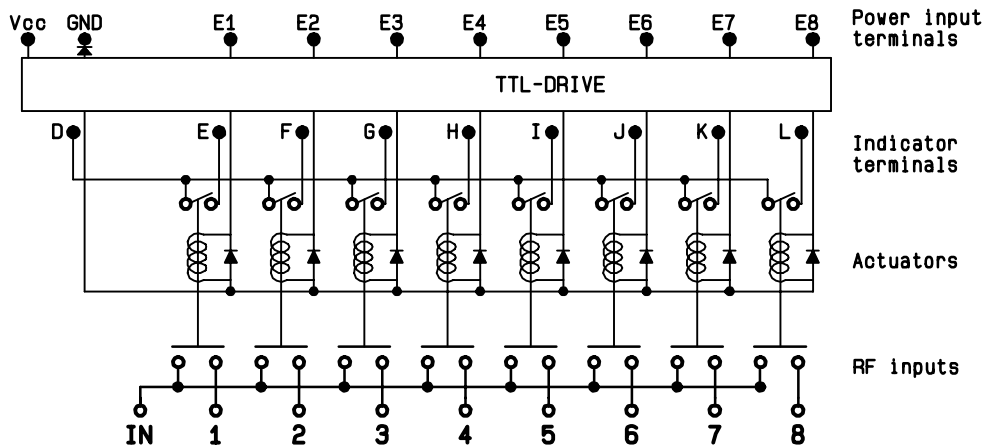 Vcc GND E1 E2 E3 E4 E5 E6 E7 E8 Power input
terminals
TTL-DRIVE
D E F G H I J K L Indicator
terminals
Actuators
RF inputs
IN 1 2 3 4 5 6 7 8